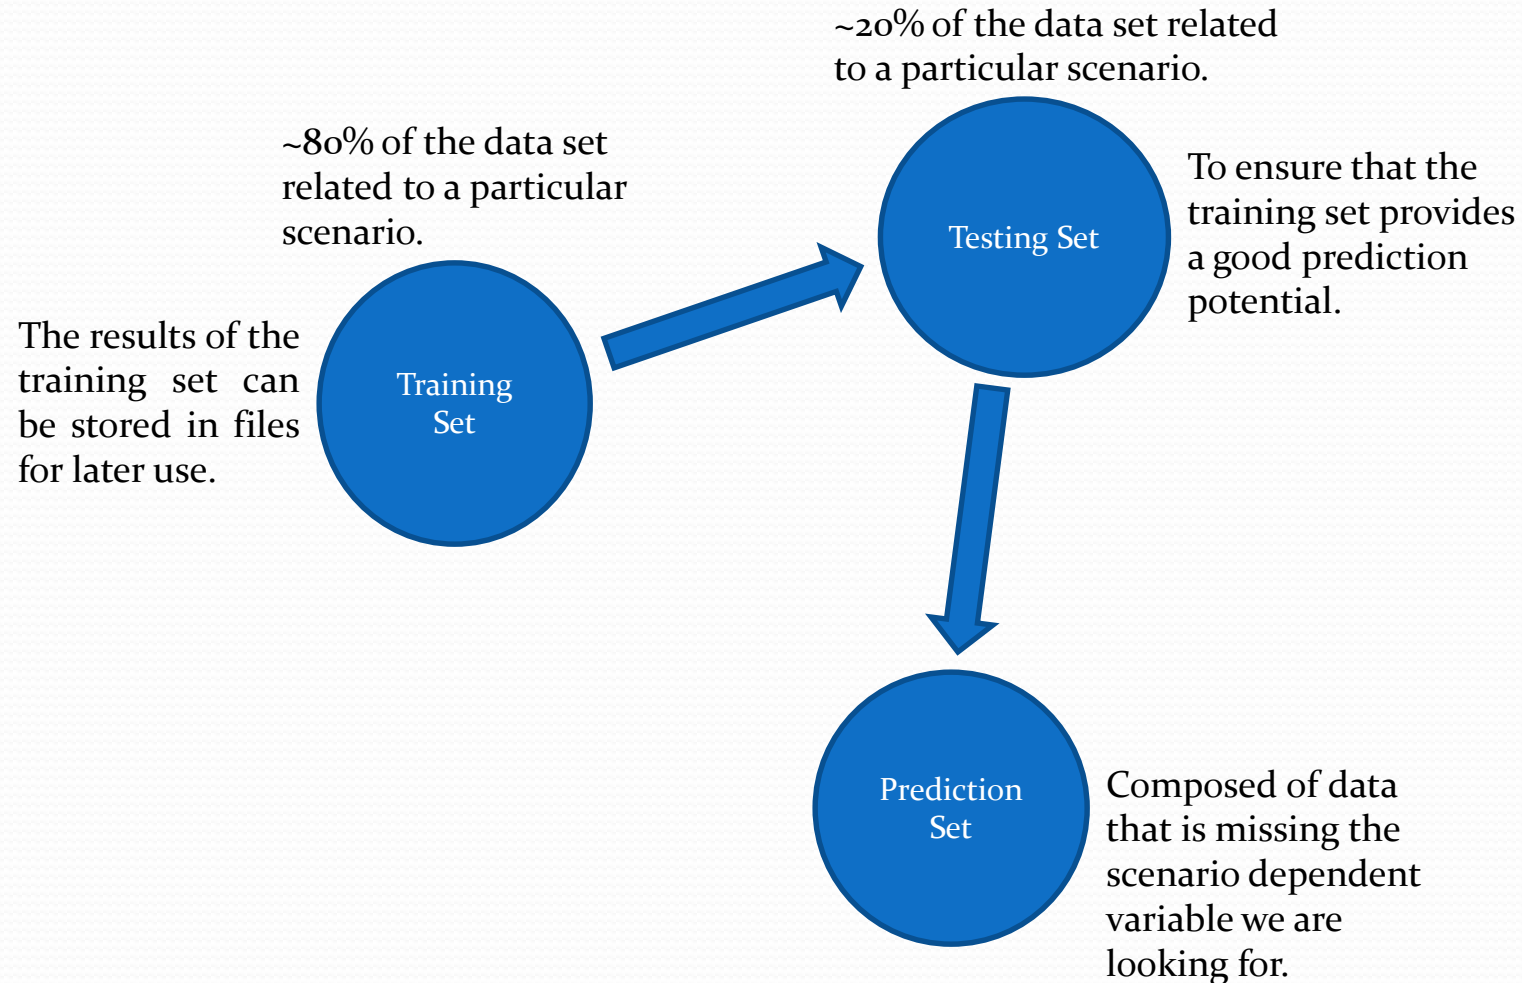 ~20% of the data set related
to a particular scenario.
~80% of the data set
related to a particular
scenario.
Testing Set
To ensure that the
training set provides
a good prediction
potential.
The results of the
training set can
be stored in files
for later use.
Training
Set
Prediction
Set
Composed of data
that is missing the
scenario dependent
variable we are
looking for.